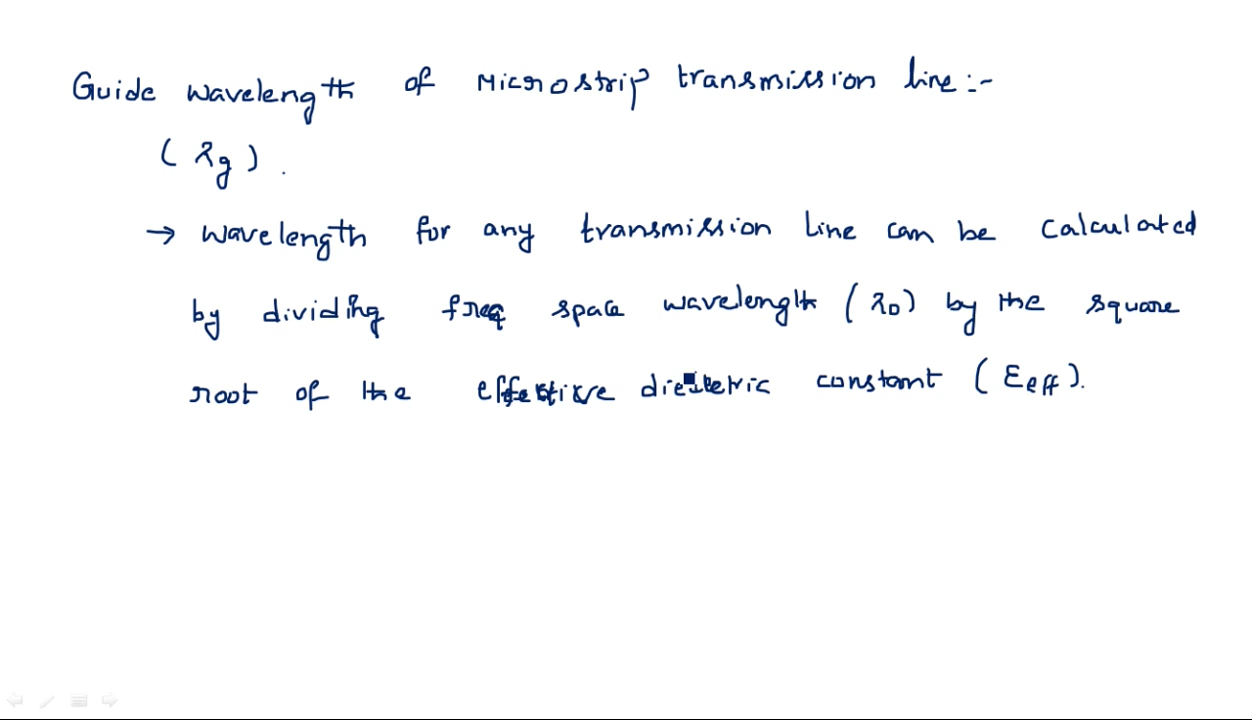 Guide wavelength of Microstrip transmission line :-
( λg ) .
→ wavelength for any transmission line can be calculated
by dividing free space wavelength ( λ0 ) by the square
root of the effective dielectric constant ( Eeff ).